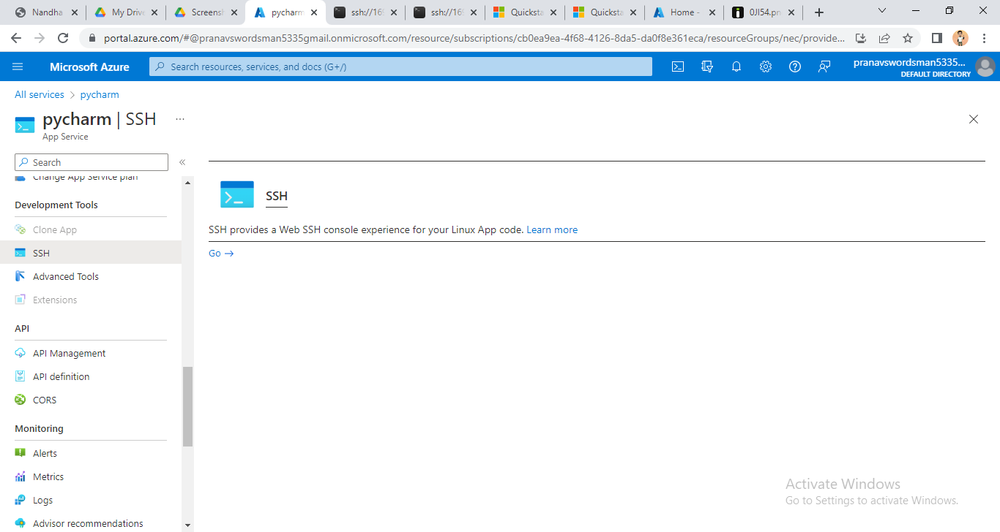 Nandha
My Drive
Screensh
pycharm
ssh://169
ssh://169
Quicksta
Quicksta
Home -
0JI54.pn
portal.azure.com/#@pranavswordsman5335gmail.onmicrosoft.com/resource/subscriptions/cb0ea9ea-4f68-4126-8da5-da0f8e361eca/resourceGroups/nec/provide...
Microsoft Azure
Search resources, services, and docs (G+/)
pranavswordsman5335...
DEFAULT DIRECTORY
All services > pycharm
pycharm | SSH ...
App Service
Search
«
Change App Service plan
Development Tools
Clone App
SSH
Advanced Tools
Extensions
API
API Management
API definition
CORS
Monitoring
Alerts
Metrics
Logs
Advisor recommendations
SSH
SSH provides a Web SSH console experience for your Linux App code. Learn more
Go →
Activate Windows
Go to Settings to activate Windows.